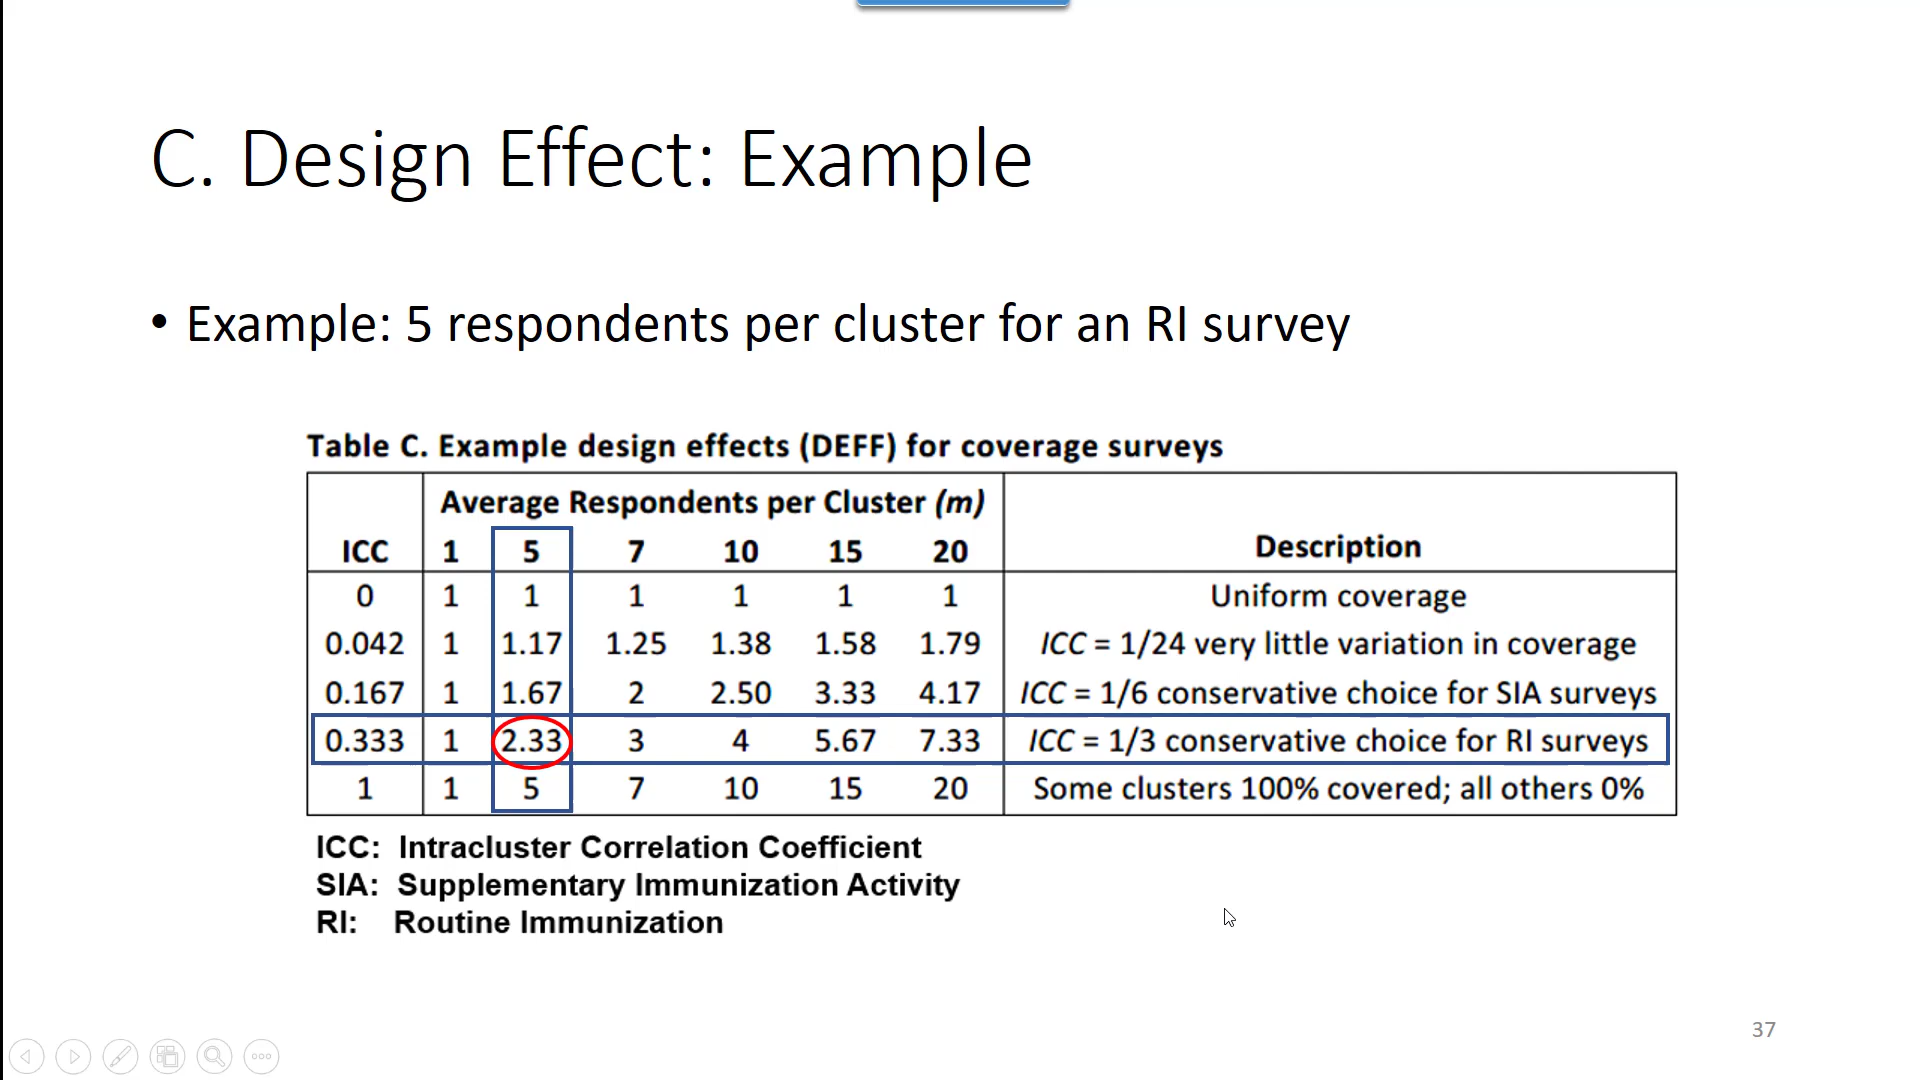 C. Design Effect: Example
• Example: 5 respondents per cluster for an RI survey
Table C. Example design effects (DEFF) for coverage surveys
Average Respondents per Cluster (m)
ICC 1 5 7 10 15 20 Description
0 1 1 1 1 1 1 Uniform coverage
0.042 1 1.17 1.25 1.38 1.58 1.79 ICC = 1/24 very little variation in coverage
0.167 1 1.67 2 2.50 3.33 4.17 ICC = 1/6 conservative choice for SIA surveys
0.333 1 2.33 3 4 5.67 7.33 ICC = 1/3 conservative choice for RI surveys
1 1 5 7 10 15 20 Some clusters 100% covered; all others 0%
ICC: Intracluster Correlation Coefficient
SIA: Supplementary Immunization Activity
RI: Routine Immunization
37